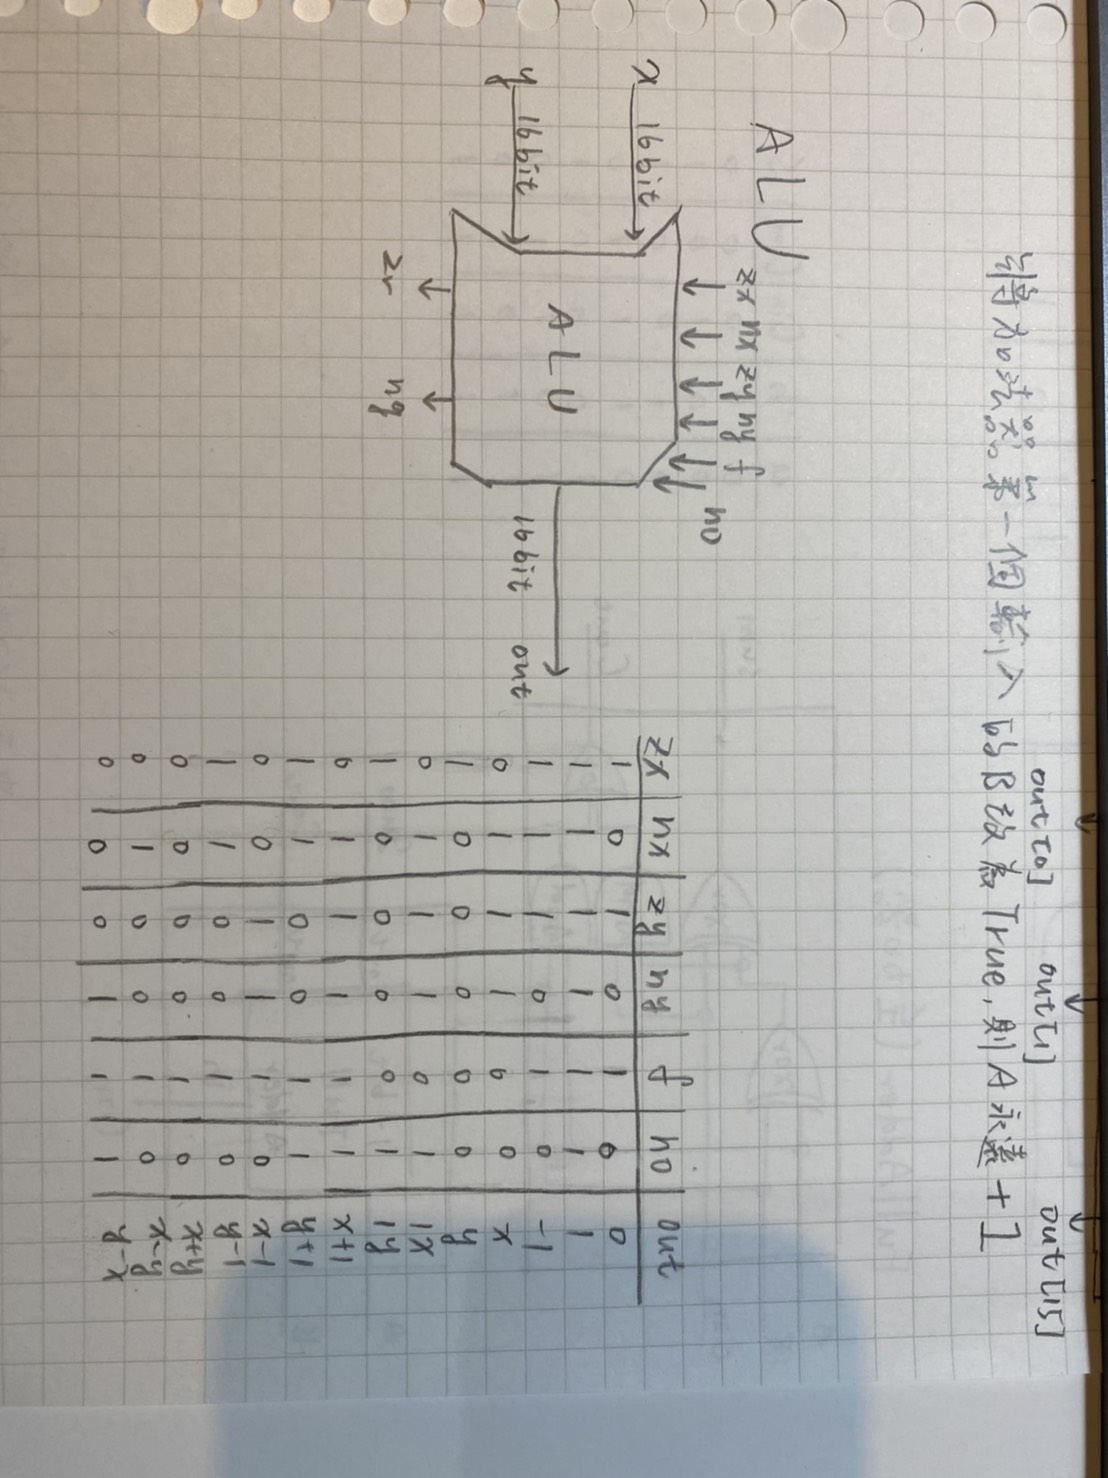 out[0] out[1] out[15]
將加法器 一個輸入的B改為True,則A永遠+1
ALU
zx nx zy ny f no
x 16bit
ALU
y 16bit
16bit out
zr ng
zx nx zy ny f no out
1 0 1 0 1 0 0
1 1 1 1 1 1 1
1 1 1 0 1 0 -1
0 1 1 1 0 0 x
1 0 0 0 0 0 y
0 1 1 1 0 1 1x
1 0 0 0 0 1 1y
0 1 1 1 1 1 x+1
1 1 0 0 1 1 y+1
0 0 1 1 1 0 x-1
1 1 0 0 1 0 y-1
0 0 0 0 1 0 x+y
0 1 0 0 1 0 x-y
0 0 0 1 1 1 y-x